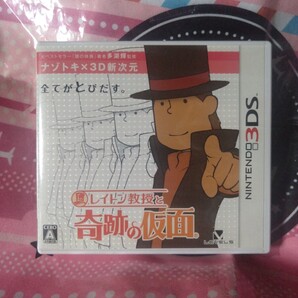 ナゾトキ×3D新次元
全てがとびだす。
NINTENDO 3DS
レイトン教授と
奇跡の仮面
A
LEVEL5